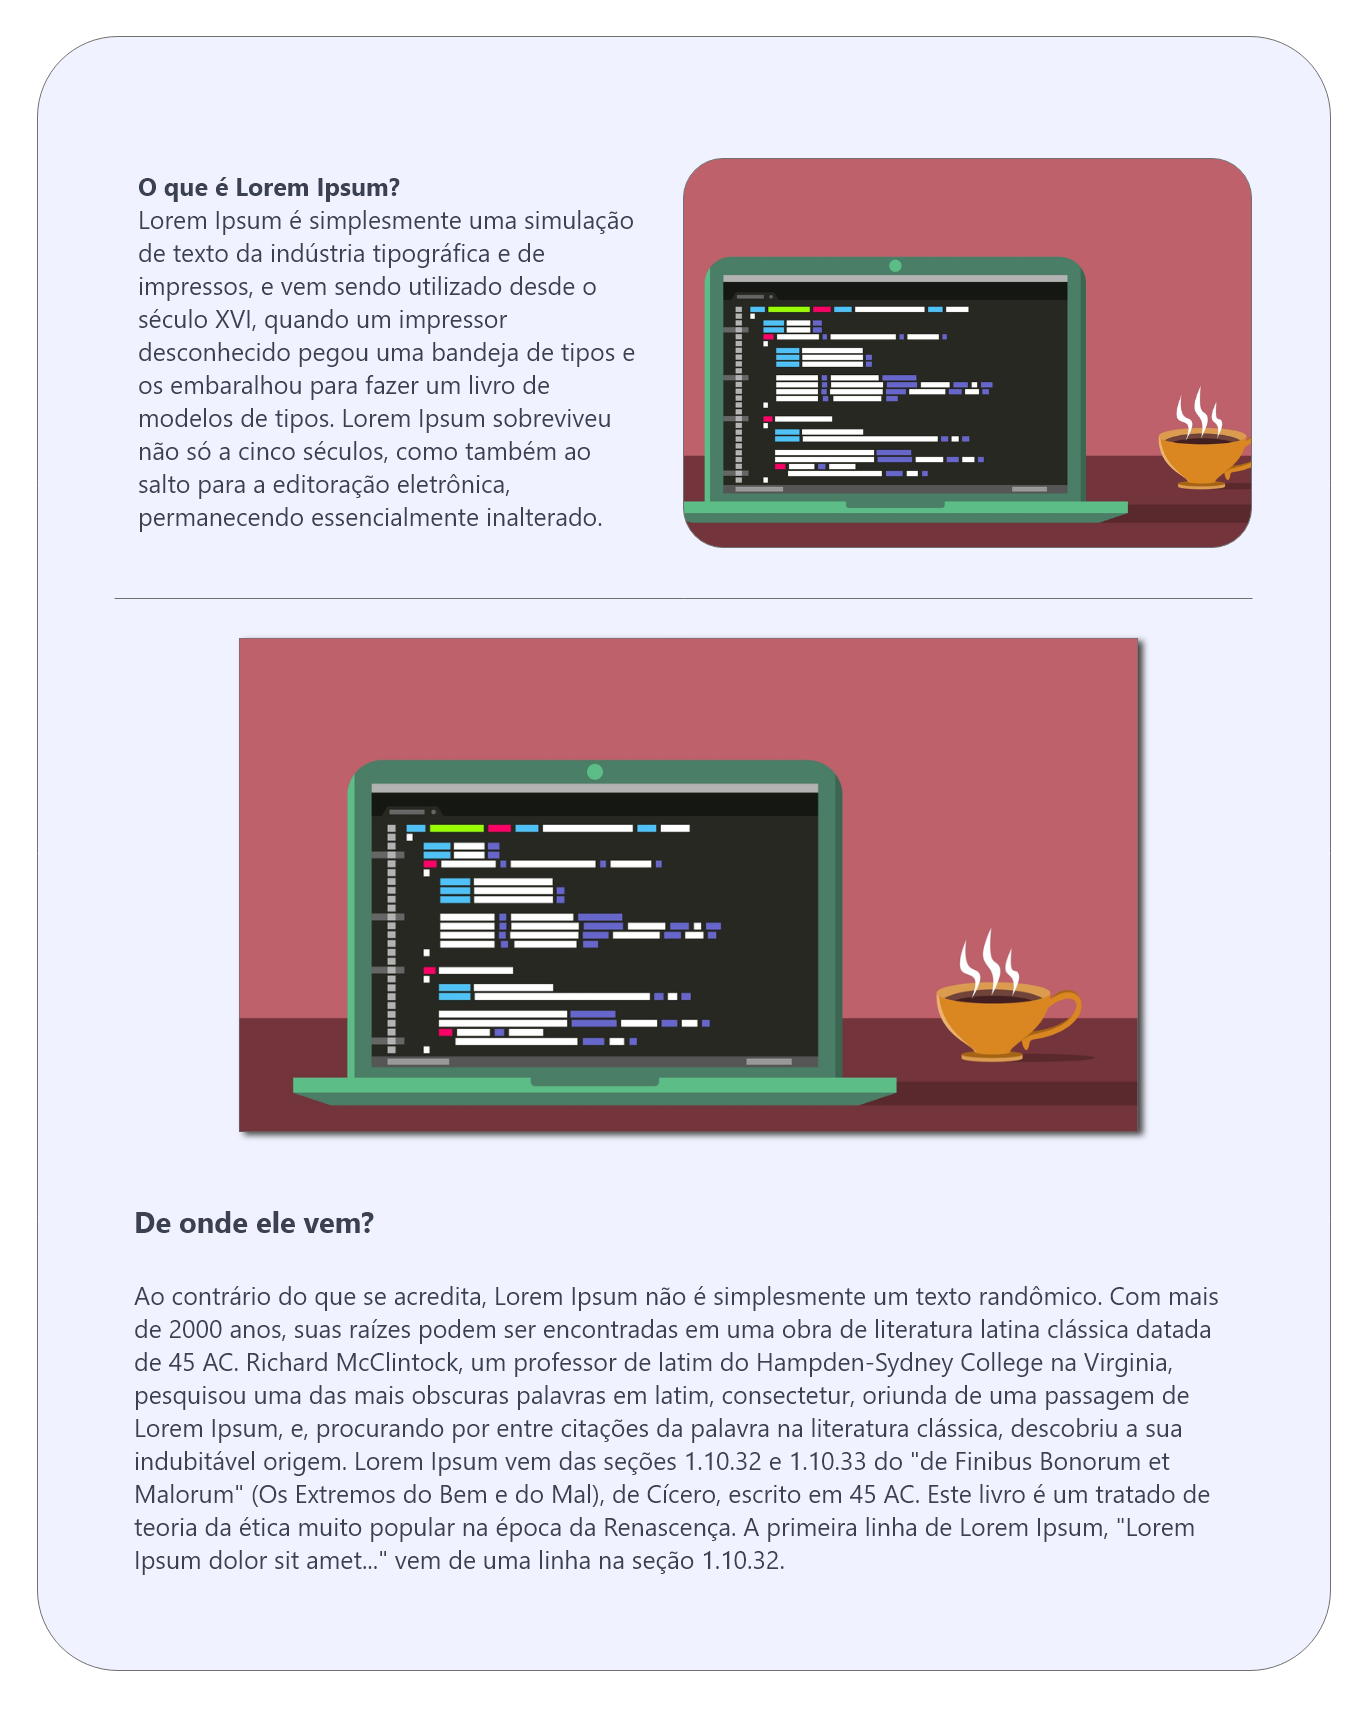 O que é Lorem Ipsum?
Lorem Ipsum é simplesmente uma simulação
de texto da indústria tipográfica e de
impressos, e vem sendo utilizado desde o
século XVI, quando um impressor
desconhecido pegou uma bandeja de tipos e
os embaralhou para fazer um livro de
modelos de tipos. Lorem Ipsum sobreviveu
não só a cinco séculos, como também ao
salto para a editoração eletrônica,
permanecendo essencialmente inalterado.
De onde ele vem?
Ao contrário do que se acredita, Lorem Ipsum não é simplesmente um texto randômico. Com mais
de 2000 anos, suas raízes podem ser encontradas em uma obra de literatura latina clássica datada
de 45 AC. Richard McClintock, um professor de latim do Hampden-Sydney College na Virginia,
pesquisou uma das mais obscuras palavras em latim, consectetur, oriunda de uma passagem de
Lorem Ipsum, e, procurando por entre citações da palavra na literatura clássica, descobriu a sua
indubitável origem. Lorem Ipsum vem das seções 1.10.32 e 1.10.33 do "de Finibus Bonorum et
Malorum" (Os Extremos do Bem e do Mal), de Cícero, escrito em 45 AC. Este livro é um tratado de
teoria da ética muito popular na época da Renascença. A primeira linha de Lorem Ipsum, "Lorem
Ipsum dolor sit amet..." vem de uma linha na seção 1.10.32.